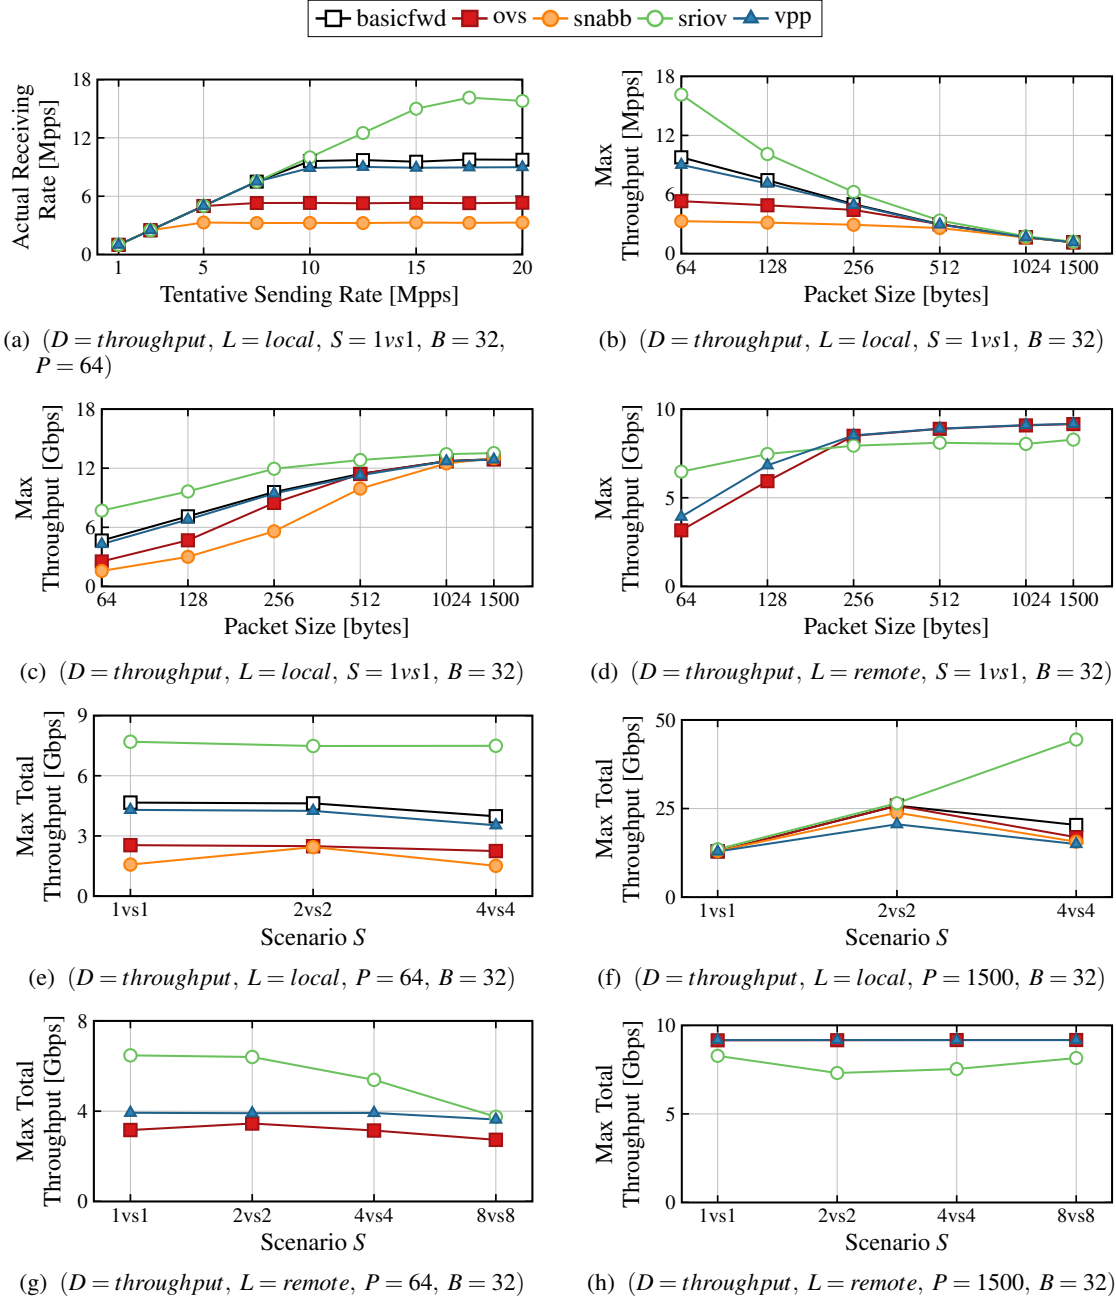 basicfwd ovs snabb sriov vpp
Actual Receiving
Rate [Mpps]
18
12
6
0
1 5 10 15 20
Tentative Sending Rate [Mpps]
(a) (D = throughput, L = local, S = 1vs1, B = 32,
P = 64)
Max
Throughput [Mpps]
18
12
6
0
64 128 256 512 1024 1500
Packet Size [bytes]
(b) (D = throughput, L = local, S = 1vs1, B = 32)
Max
Throughput [Gbps]
18
12
6
0
64 128 256 512 1024 1500
Packet Size [bytes]
(c) (D = throughput, L = local, S = 1vs1, B = 32)
Max
Throughput [Gbps]
10
5
0
64 128 256 512 1024 1500
Packet Size [bytes]
(d) (D = throughput, L = remote, S = 1vs1, B = 32)
Max Total
Throughput [Gbps]
9
6
3
0
1vs1 2vs2 4vs4
Scenario S
(e) (D = throughput, L = local, P = 64, B = 32)
Max Total
Throughput [Gbps]
50
25
0
1vs1 2vs2 4vs4
Scenario S
(f) (D = throughput, L = local, P = 1500, B = 32)
Max Total
Throughput [Gbps]
8
4
0
1vs1 2vs2 4vs4 8vs8
Scenario S
(g) (D = throughput, L = remote, P = 64, B = 32)
Max Total
Throughput [Gbps]
10
5
0
1vs1 2vs2 4vs4 8vs8
Scenario S
(h) (D = throughput, L = remote, P = 1500, B = 32)